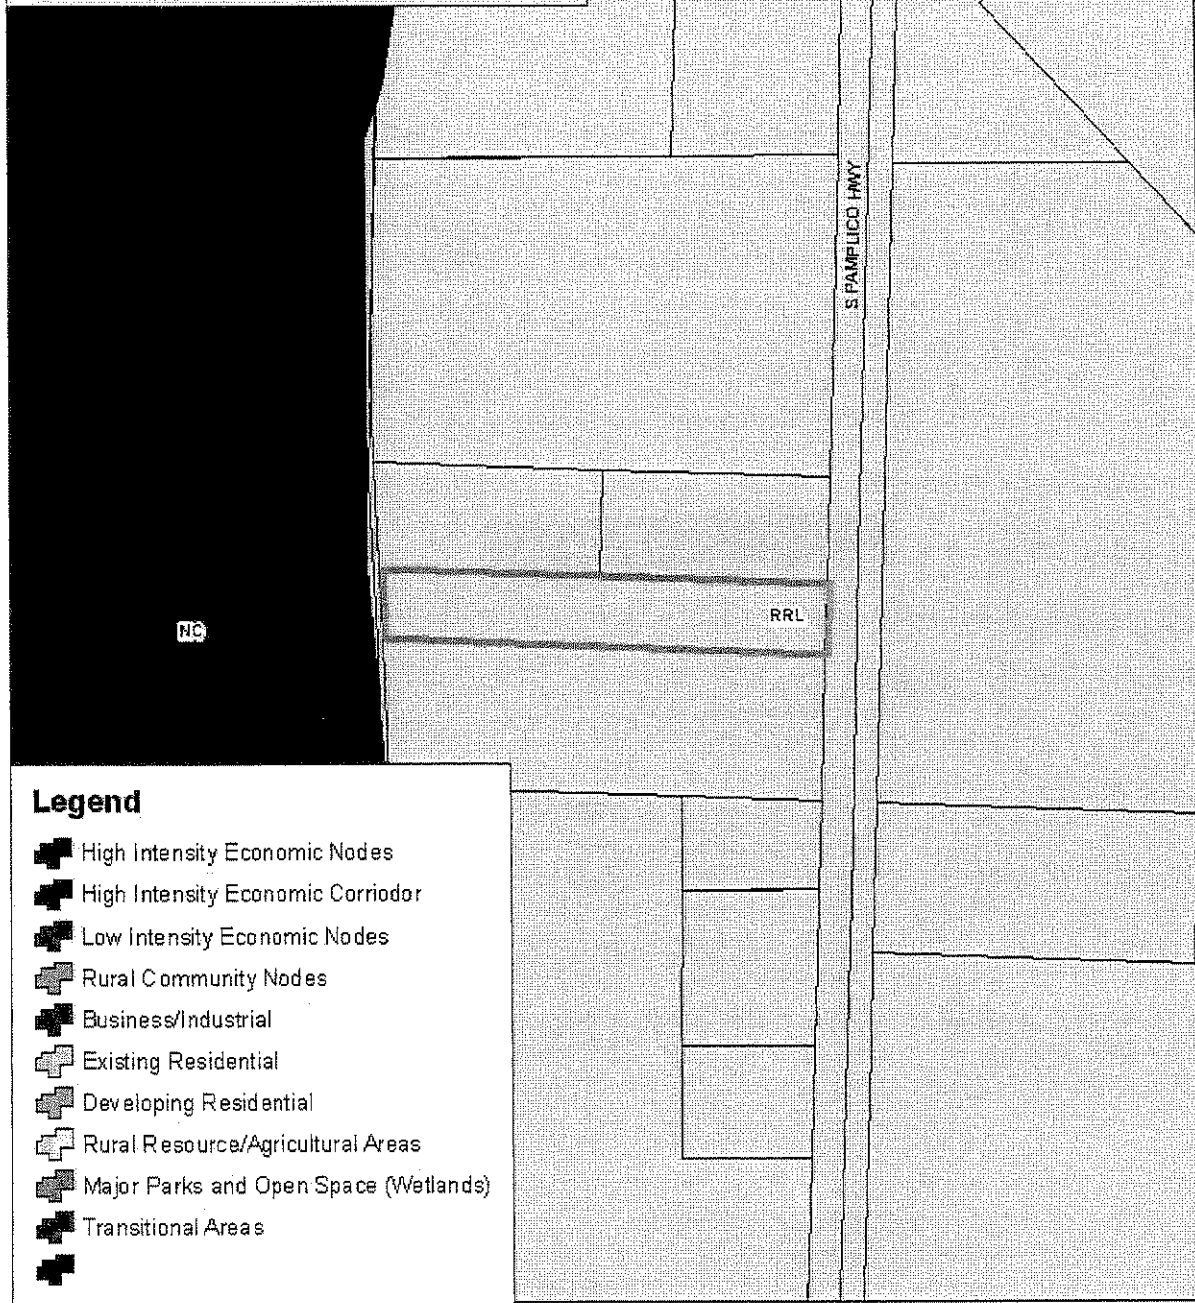 S PAMPLICO HWY
RRL
NC
Legend
High Intensity Economic Nodes
High Intensity Economic Corriodor
Low Intensity Economic Nodes
Rural Community Nodes
Business/Industrial
Existing Residential
Developing Residential
Rural Resource/Agricultural Areas
Major Parks and Open Space (Wetlands)
Transitional Areas